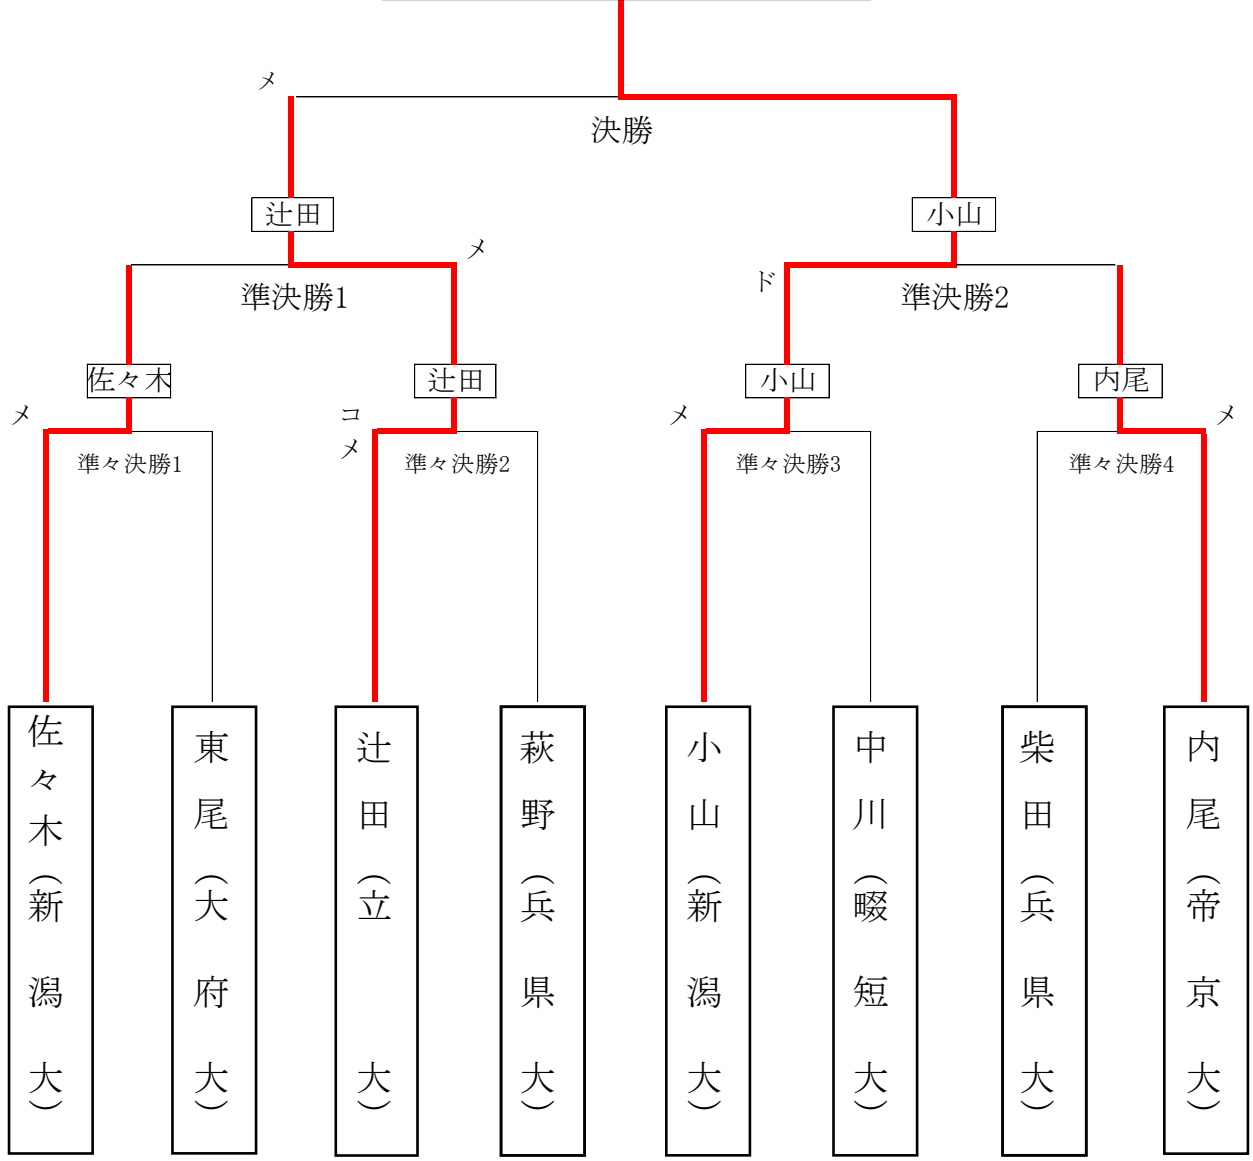 メ
決勝
辻田
小山
メ
ド
準決勝1
準決勝2
佐々木
辻田
小山
内尾
メ
コ
メ
メ
メ
準々決勝1
準々決勝2
準々決勝3
準々決勝4
佐々木(新潟大)
東尾(大府大)
辻田(立大)
萩野(兵県大)
小山(新潟大)
中川(畷短大)
柴田(兵県大)
内尾(帝京大)